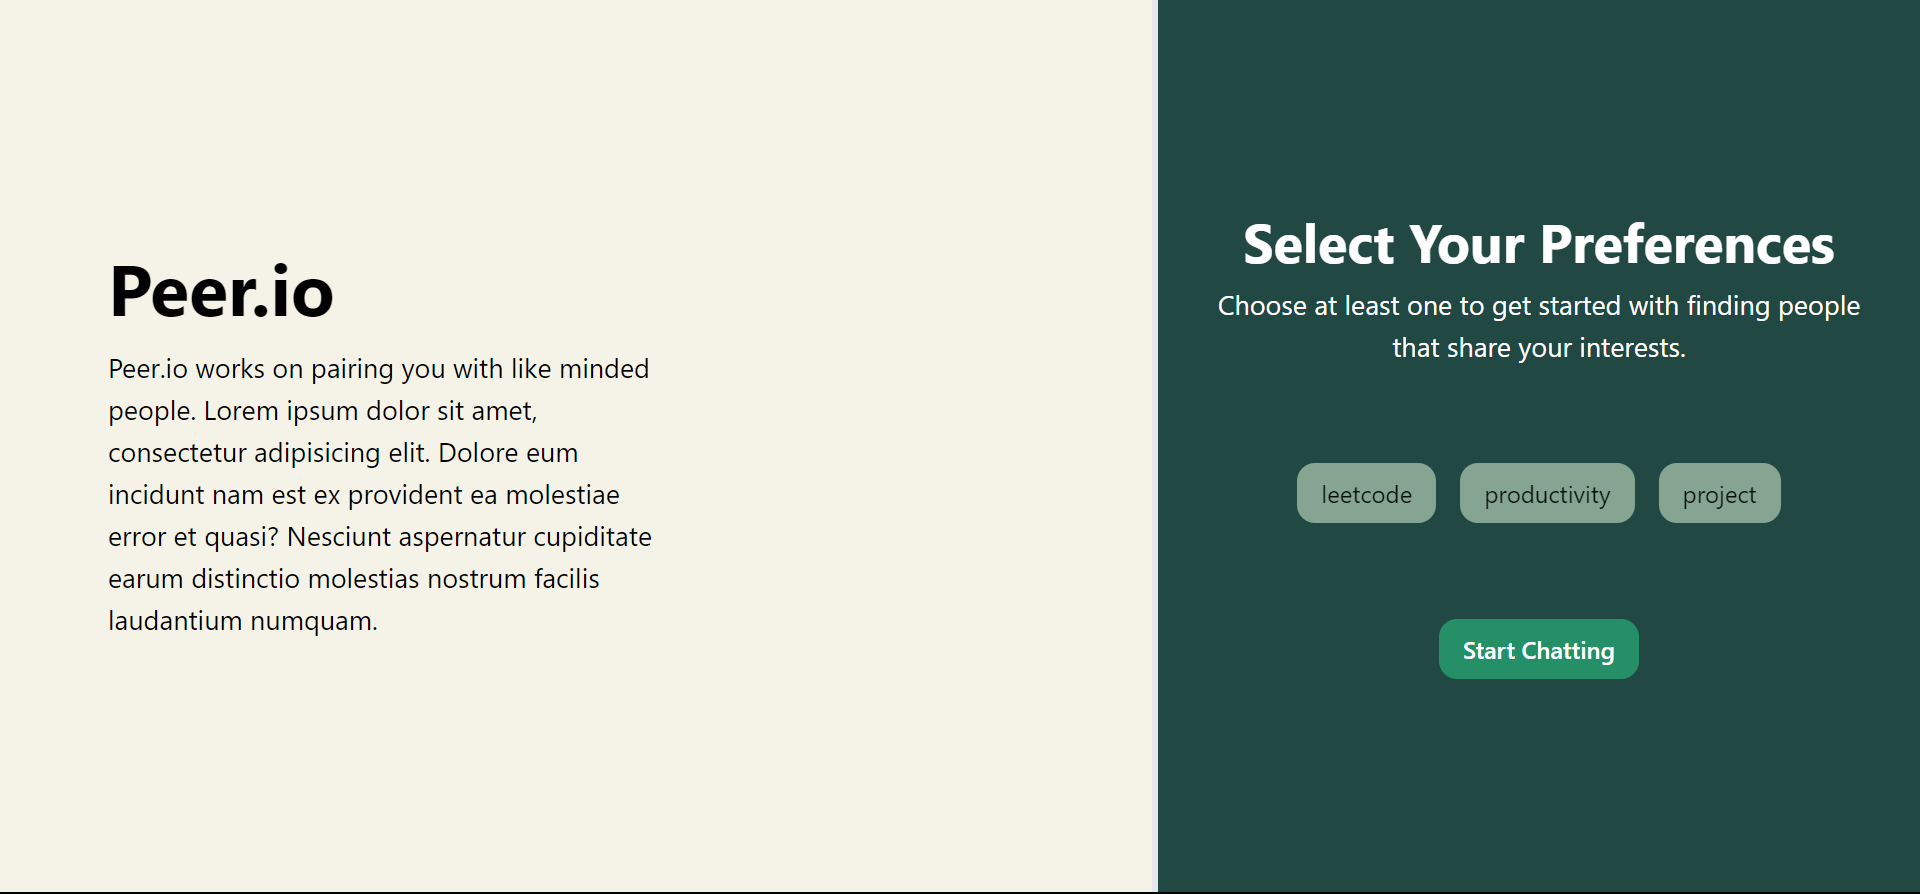 Peer.io
Peer.io works on pairing you with like minded
people. Lorem ipsum dolor sit amet,
consectetur adipisicing elit. Dolore eum
incidunt nam est ex provident ea molestiae
error et quasi? Nesciunt aspernatur cupiditate
earum distinctio molestias nostrum facilis
laudantium numquam.
Select Your Preferences
Choose at least one to get started with finding people
that share your interests.
leetcode productivity project
Start Chatting